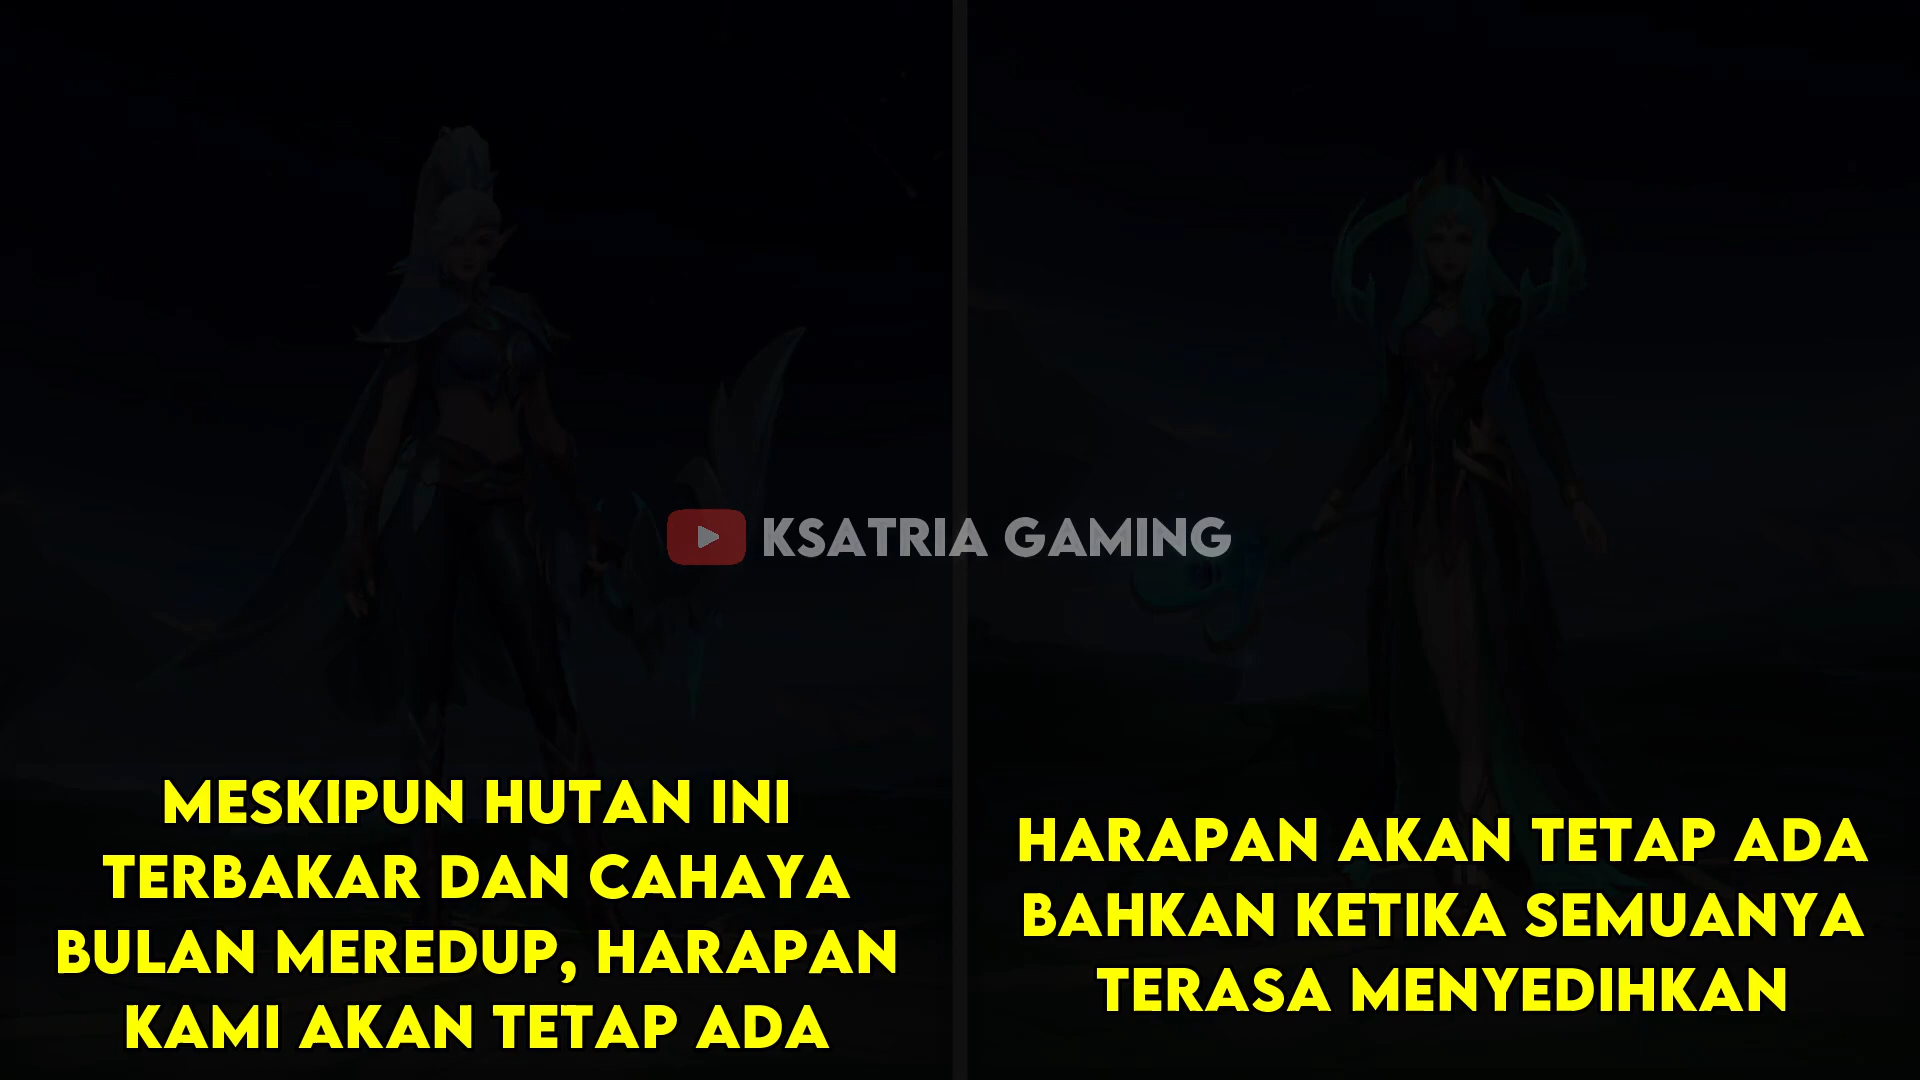 KSATRIA GAMING
MESKIPUN HUTAN INI
TERBAKAR DAN CAHAYA
BULAN MEREDUP, HARAPAN
KAMI AKAN TETAP ADA
HARAPAN AKAN TETAP ADA
BAHKAN KETIKA SEMUANYA
TERASA MENYEDIHKAN